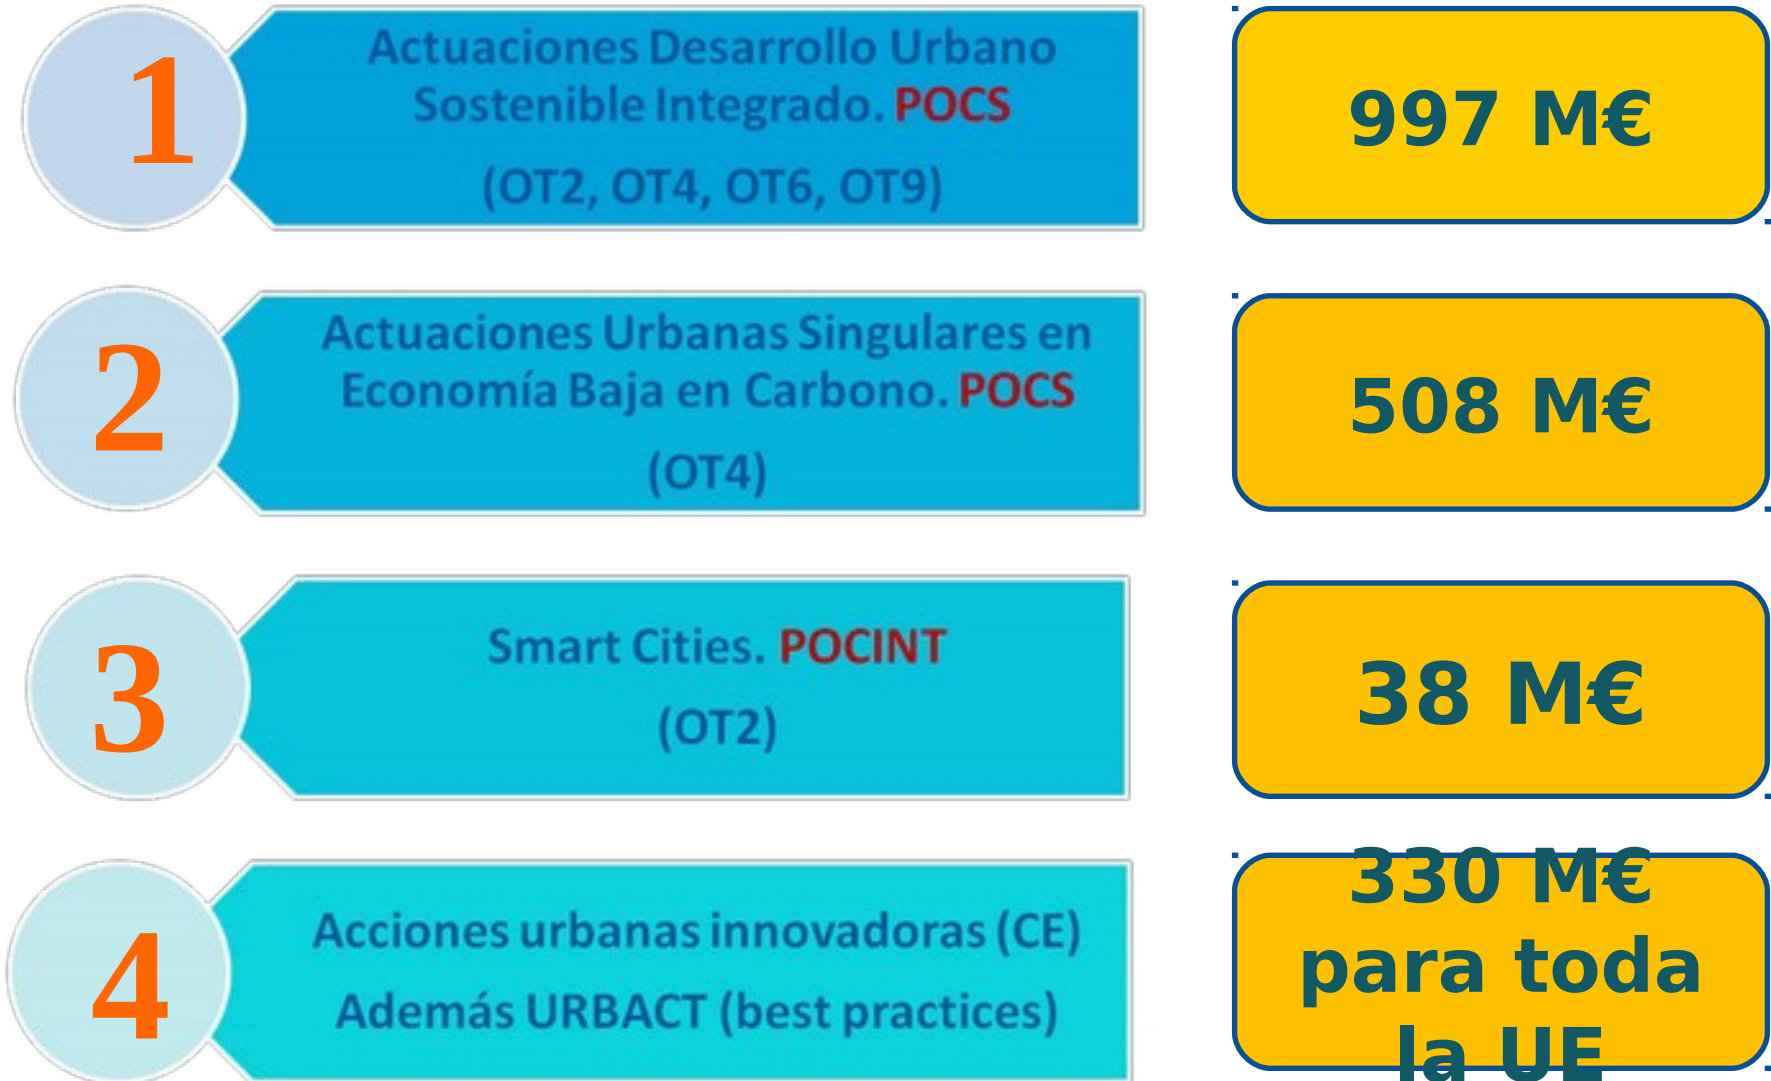 1
Actuaciones Desarrollo Urbano
Sostenible Integrado. POCS
(OT2, OT4, OT6, OT9)
997 M€
2
Actuaciones Urbanas Singulares en
Economía Baja en Carbono. POCS
(OT4)
508 M€
3
Smart Cities. POCINT
(OT2)
38 M€
4
Acciones urbanas innovadoras (CE)
Además URBACT (best practices)
330 M€
para toda
la UE